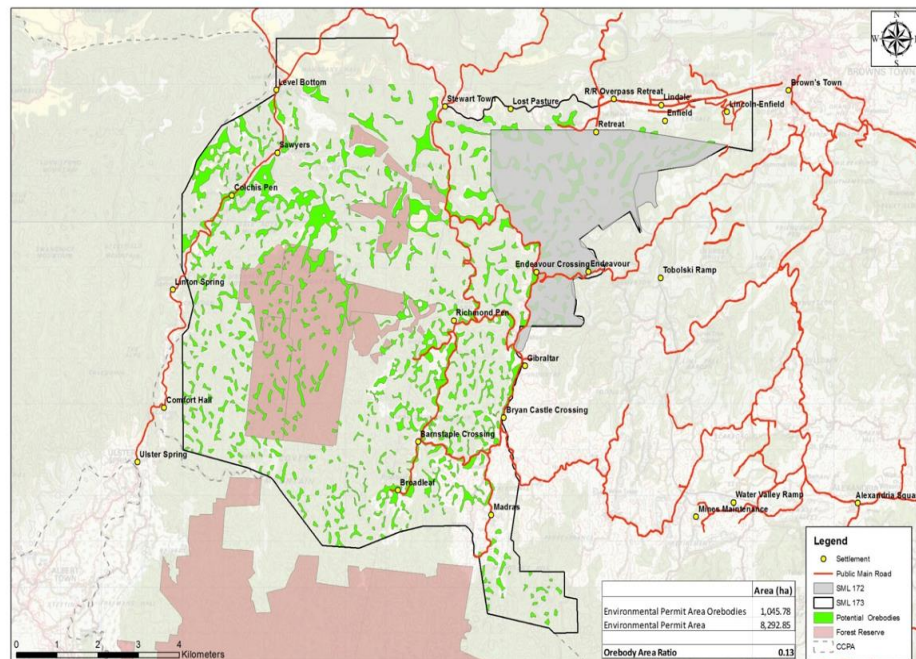 N
W E
S
BROWNS TOWN
Level Bottom
Stewart Town
Lost Pasture
R/R Overpass Retreat
Lindale
Brown's Town
Lincoln-Enfield
Enfield
Retreat
Sawyers
Colchis Pen
Endeavour Crossing
Endeavour
Tobolski Ramp
Linton Spring
Richmond Pen
Gibraltar
Comfort Hall
Bryan Castle Crossing
Barnstaple Crossing
Ulster Spring
Broadleaf
Madras
Water Valley Ramp
Mines Maintenance
Alexandria Squa
Legend
Settlement
Public Main Road
SML 172
SML 173
Potential Orebodies
Forest Reserve
CCPA
Area (ha)
Environmental Permit Area Orebodies 1,045.78
Environmental Permit Area 8,292.85
Orebody Area Ratio 0.13
0 1 2 3 4
Kilometers